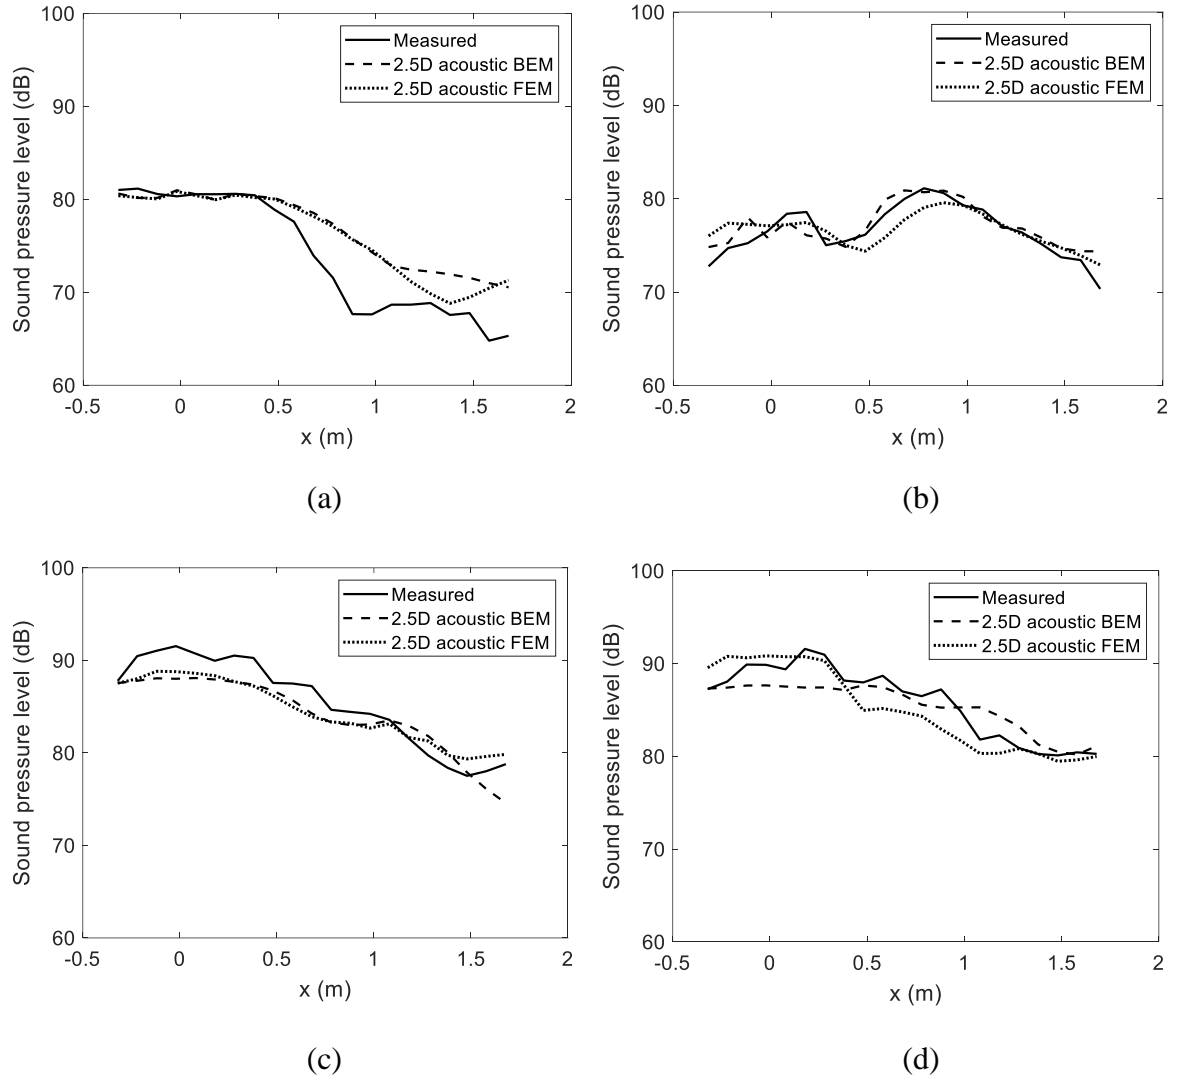 100
90
80
70
60
Sound pressure level (dB)
-0.5 0 0.5 1 1.5 2
x (m)
Measured
2.5D acoustic BEM
2.5D acoustic FEM
(a)
100
90
80
70
60
Sound pressure level (dB)
-0.5 0 0.5 1 1.5 2
x (m)
Measured
2.5D acoustic BEM
2.5D acoustic FEM
(b)
100
90
80
70
60
Sound pressure level (dB)
-0.5 0 0.5 1 1.5 2
x (m)
Measured
2.5D acoustic BEM
2.5D acoustic FEM
(c)
100
90
80
70
60
Sound pressure level (dB)
-0.5 0 0.5 1 1.5 2
x (m)
Measured
2.5D acoustic BEM
2.5D acoustic FEM
(d)